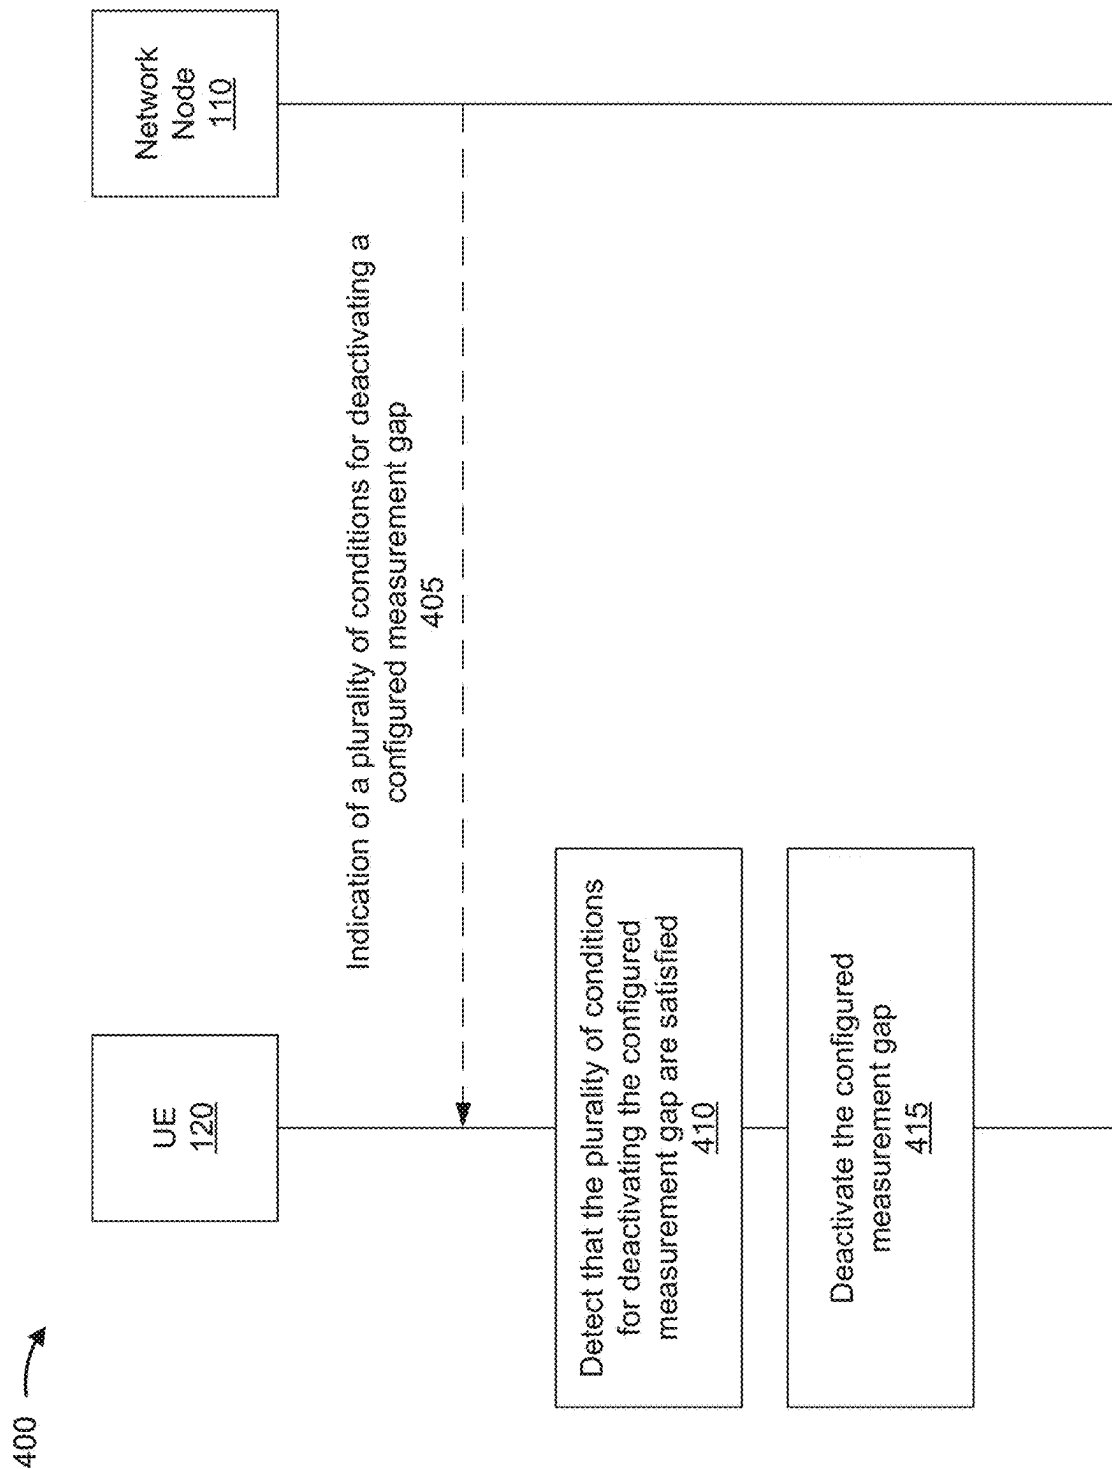 400
UE
120
Network
Node
110
Indication of a plurality of conditions for deactivating a
configured measurement gap
405
Detect that the plurality of conditions
for deactivating the configured
measurement gap are satisfied
410
Deactivate the configured
measurement gap
415